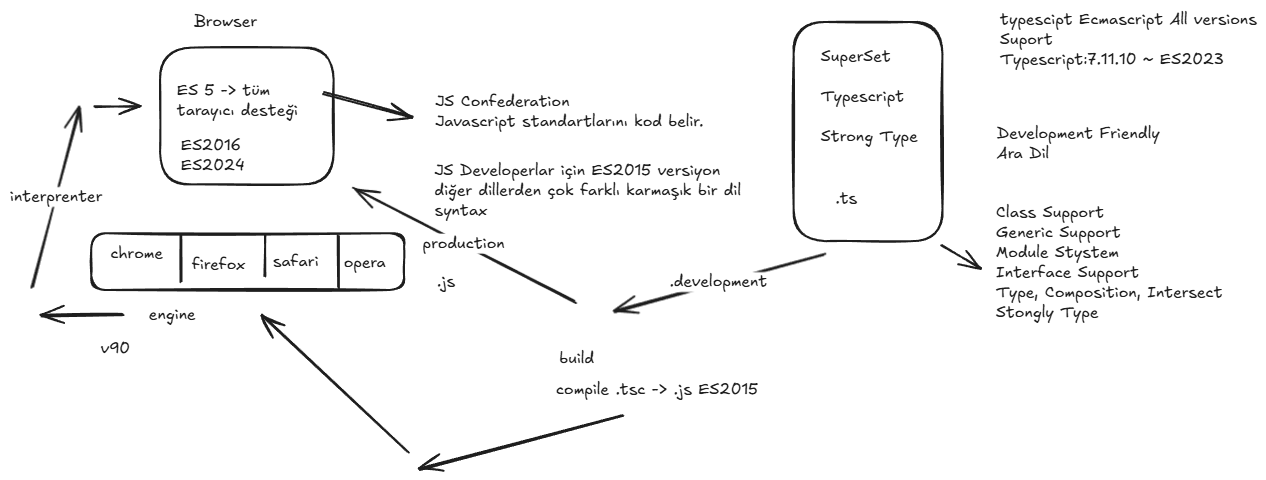 Browser
ES 5 -> tüm
tarayıcı desteği
ES2016
ES2024
interprenter
chrome
firefox
safari
opera
engine
v90
JS Confederation
Javascript standartlarını kod belir.
JS Developerlar için ES2015 versiyon
diğer dillerden çok farklı karmaşık bir dil
syntax
production
.js
.development
build
compile .tsc -> .js ES2015
SuperSet
Typescript
Strong Type
.ts
typescipt Ecmascript All versions
Suport
Typescript:7.11.10 ~ ES2023
Development Friendly
Ara Dil
Class Support
Generic Support
Module Stystem
Interface Support
Type, Composition, Intersect
Stongly Type